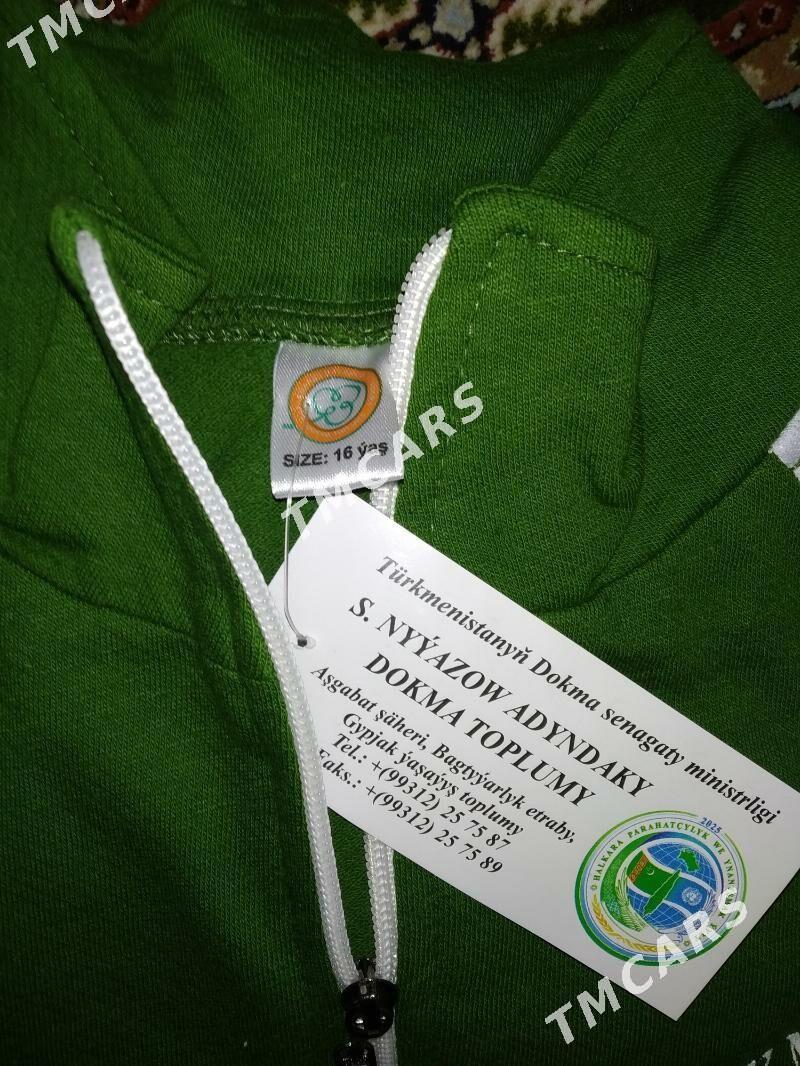 TMCARS
SIZE: 16 ýaş
TMCARS
Türkmenistanyň Dokma senagaty ministrligi
S. NYÝAZOW ADYNDAKY
DOKMA TOPLUMY
Aşgabat şäheri, Bagtyýarlyk etraby,
Gypjak ýaşaýyş toplumy
Tel.: +(99312) 25 75 87
Faks.: +(99312) 25 75 89
2025
HALKARA PARAHATÇYLYK WE
TMCARS